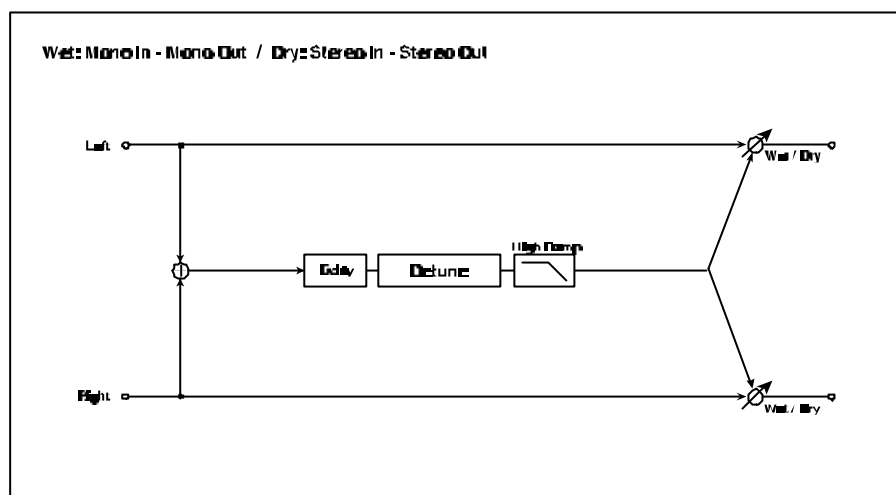 Wet: Mono In - Mono Out / Dry: Stereo In - Stereo Out
Left
Wet / Dry
High Damp
Delay
Detune
Right
Wet / Dry